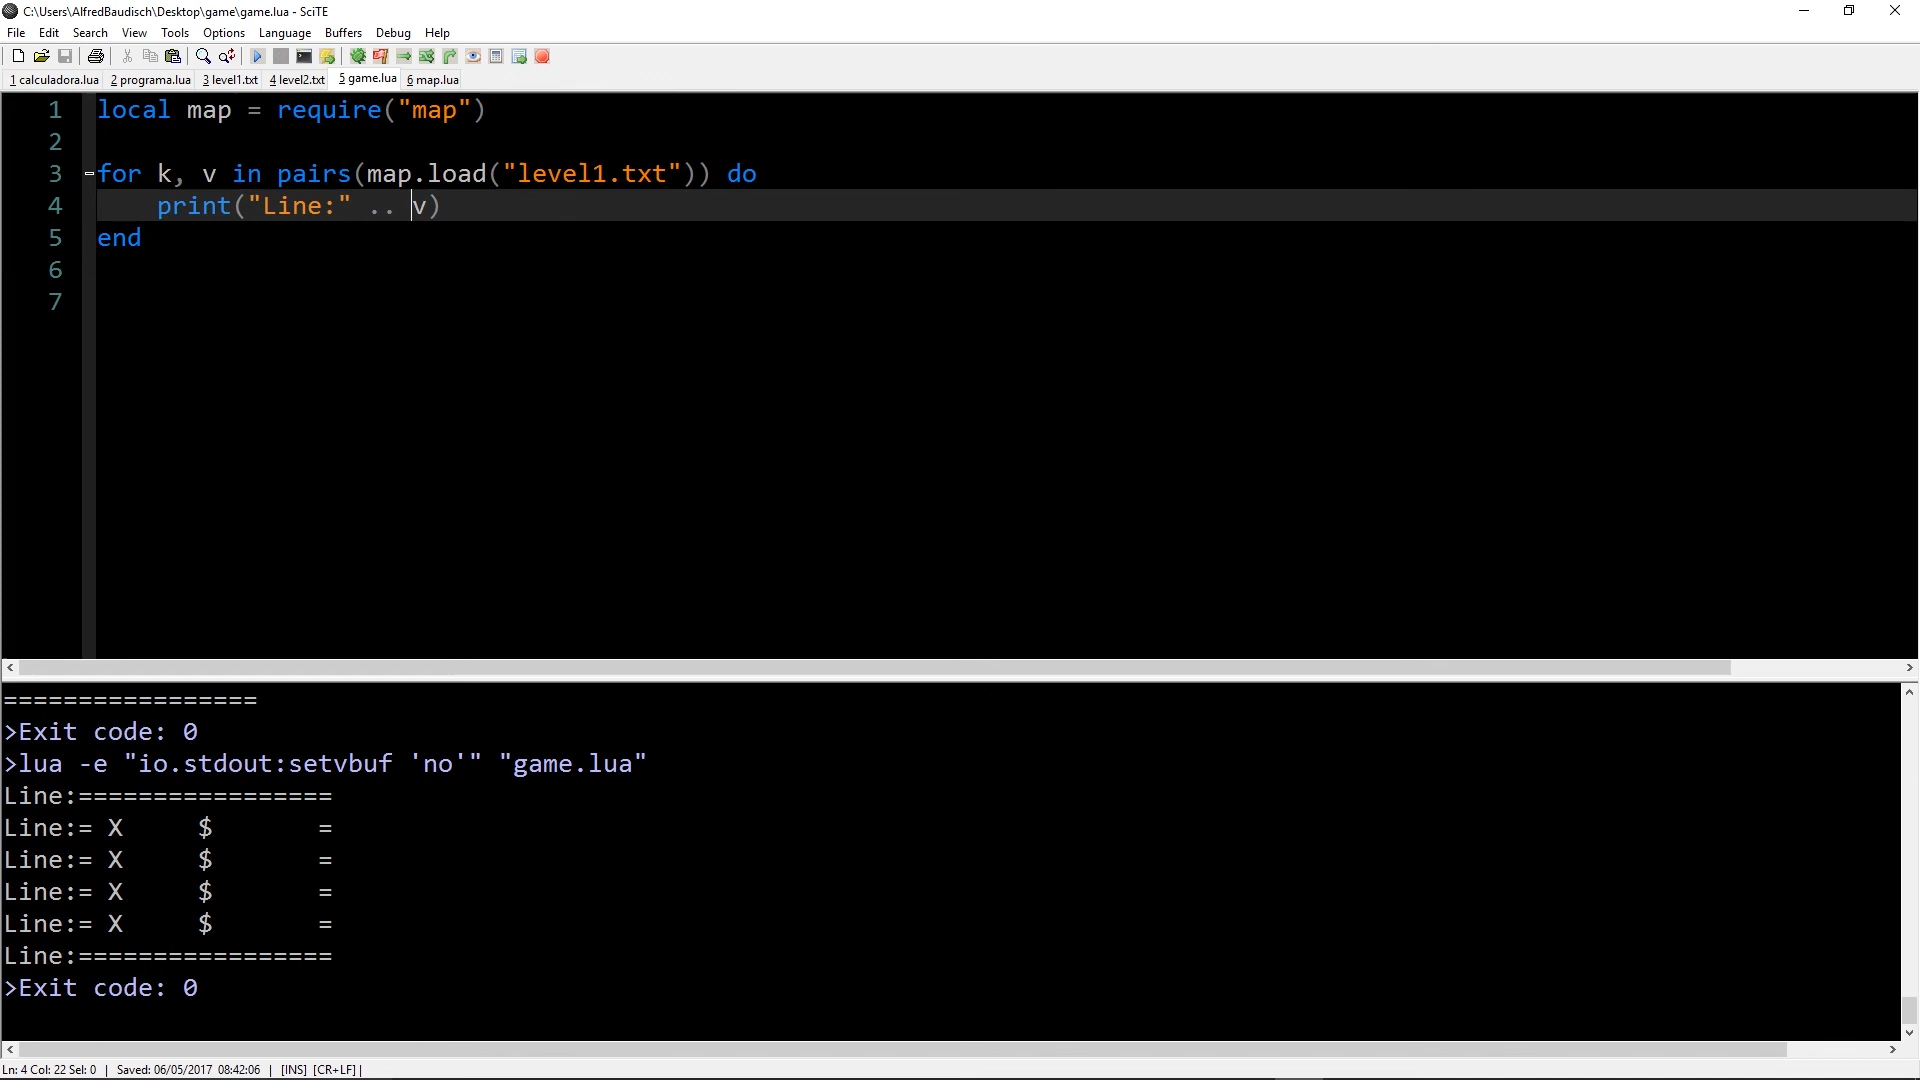 C:\Users\AlfredBaudisch\Desktop\game\game.lua - SciTE
File Edit Search View Tools Options Language Buffers Debug Help
1 calculadora.lua 2 programa.lua 3 level1.txt 4 level2.txt 5 game.lua 6 map.lua
1 local map = require("map")
2
3 for k, v in pairs(map.load("level1.txt")) do
4     print("Line:" .. v)
5 end
6
7
=================
>Exit code: 0
>lua -e "io.stdout:setvbuf 'no'" "game.lua"
Line:=================
Line:= X     $       =
Line:= X     $       =
Line:= X     $       =
Line:= X     $       =
Line:=================
>Exit code: 0
Ln: 4 Col: 22 Sel: 0 | Saved: 06/05/2017 08:42:06 | [INS] [CR+LF] |